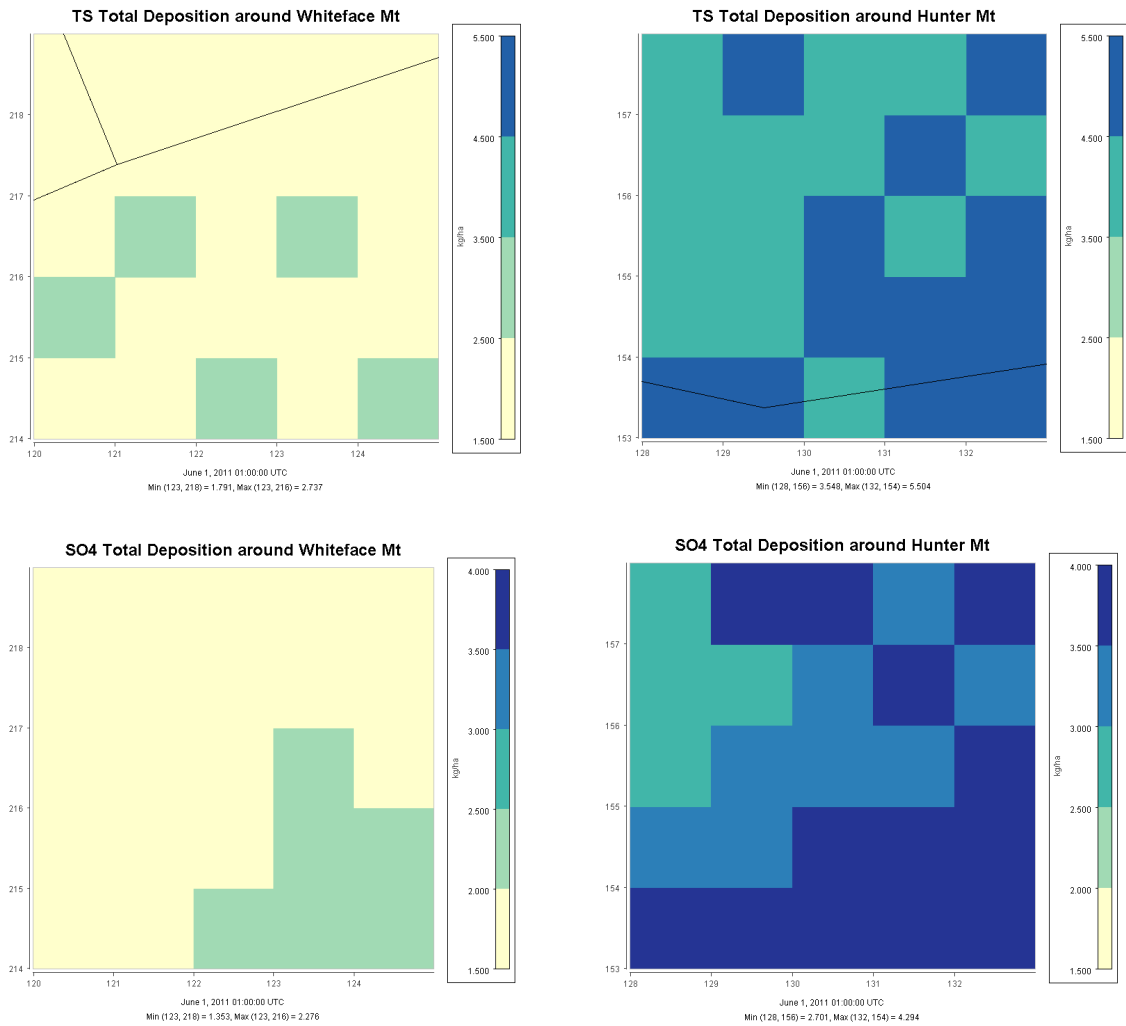 TS Total Deposition around Whiteface Mt
5.500
4.500
3.500
2.500
1.500
kg/ha
218
217
216
215
214
120 121 122 123 124
June 1, 2011 01:00:00 UTC
Min (123, 218) = 1.791, Max (123, 216) = 2.737
TS Total Deposition around Hunter Mt
5.500
4.500
3.500
2.500
1.500
kg/ha
157
156
155
154
153
128 129 130 131 132
June 1, 2011 01:00:00 UTC
Min (128, 156) = 3.548, Max (132, 154) = 5.504
SO4 Total Deposition around Whiteface Mt
4.000
3.500
3.000
2.500
2.000
1.500
kg/ha
218
217
216
215
214
120 121 122 123 124
June 1, 2011 01:00:00 UTC
Min (123, 218) = 1.353, Max (123, 216) = 2.276
SO4 Total Deposition around Hunter Mt
4.000
3.500
3.000
2.500
2.000
1.500
kg/ha
157
156
155
154
153
128 129 130 131 132
June 1, 2011 01:00:00 UTC
Min (128, 156) = 2.701, Max (132, 154) = 4.294